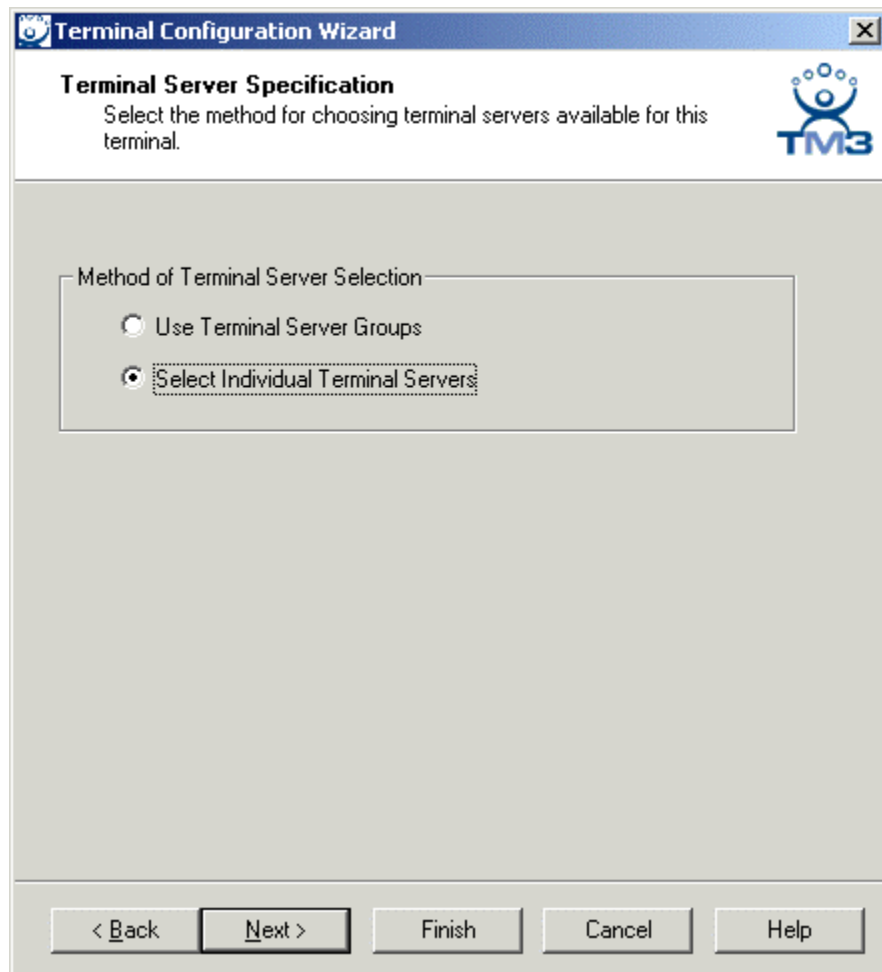 Terminal Configuration Wizard
Terminal Server Specification
Select the method for choosing terminal servers available for this
terminal.
TM3
Method of Terminal Server Selection
Use Terminal Server Groups
Select Individual Terminal Servers
< Back
Next >
Finish
Cancel
Help